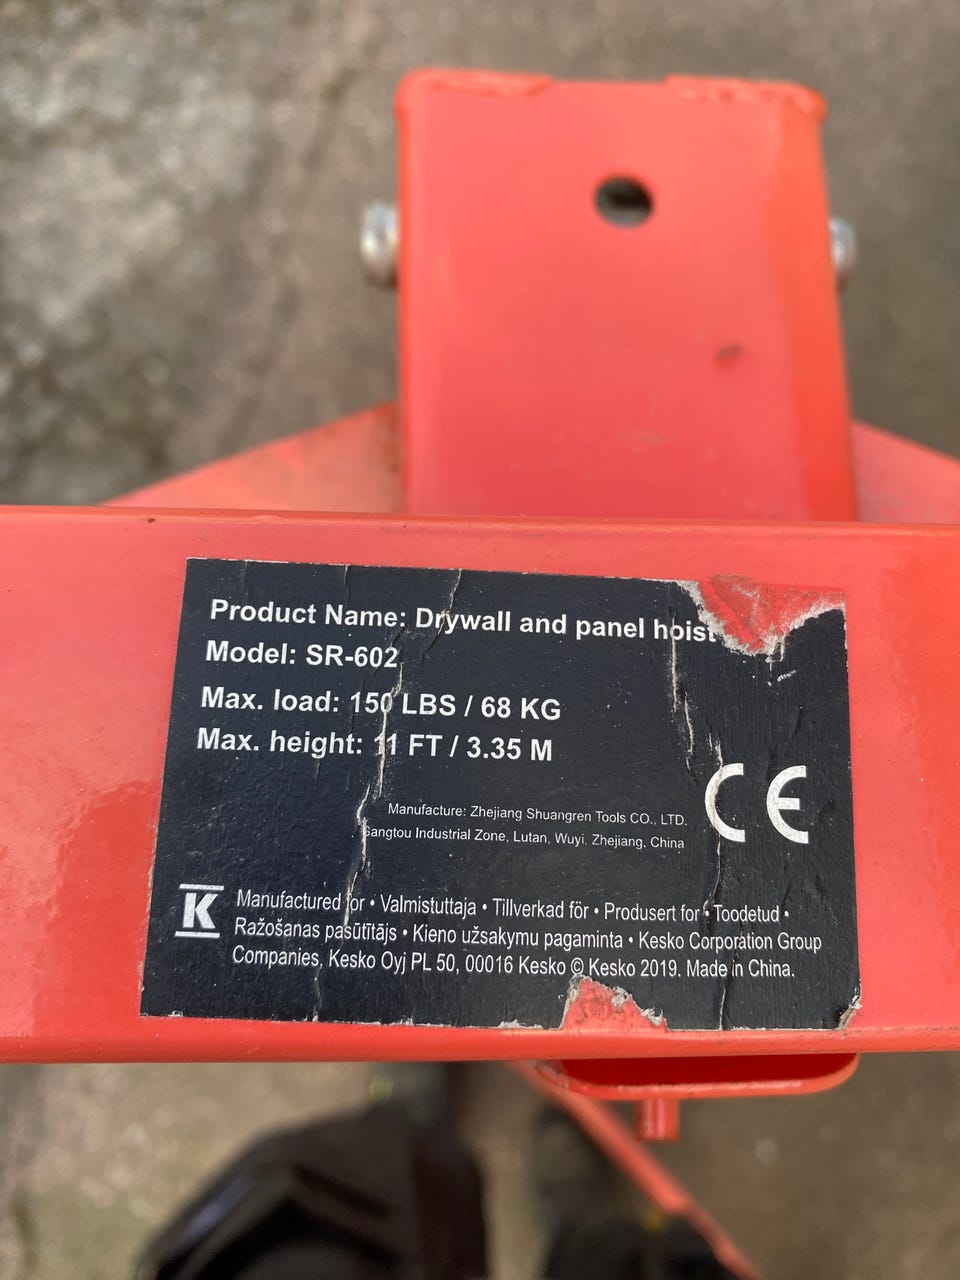 Product Name: Drywall and panel hoist
Model: SR-602
Max. load: 150 LBS / 68 KG
Max. height: 11 FT / 3.35 M
Manufacture: Zhejiang Shuangren Tools CO., LTD.
Gangtou Industrial Zone, Lutan, Wuyi, Zhejiang, China
CE
K
Manufactured for • Valmistuttaja • Tillverkad för • Produsert for • Toodetud •
Ražošanas pasūtītājs • Kieno užsakymu pagaminta • Kesko Corporation Group
Companies, Kesko Oyj PL 50, 00016 Kesko © Kesko 2019. Made in China.